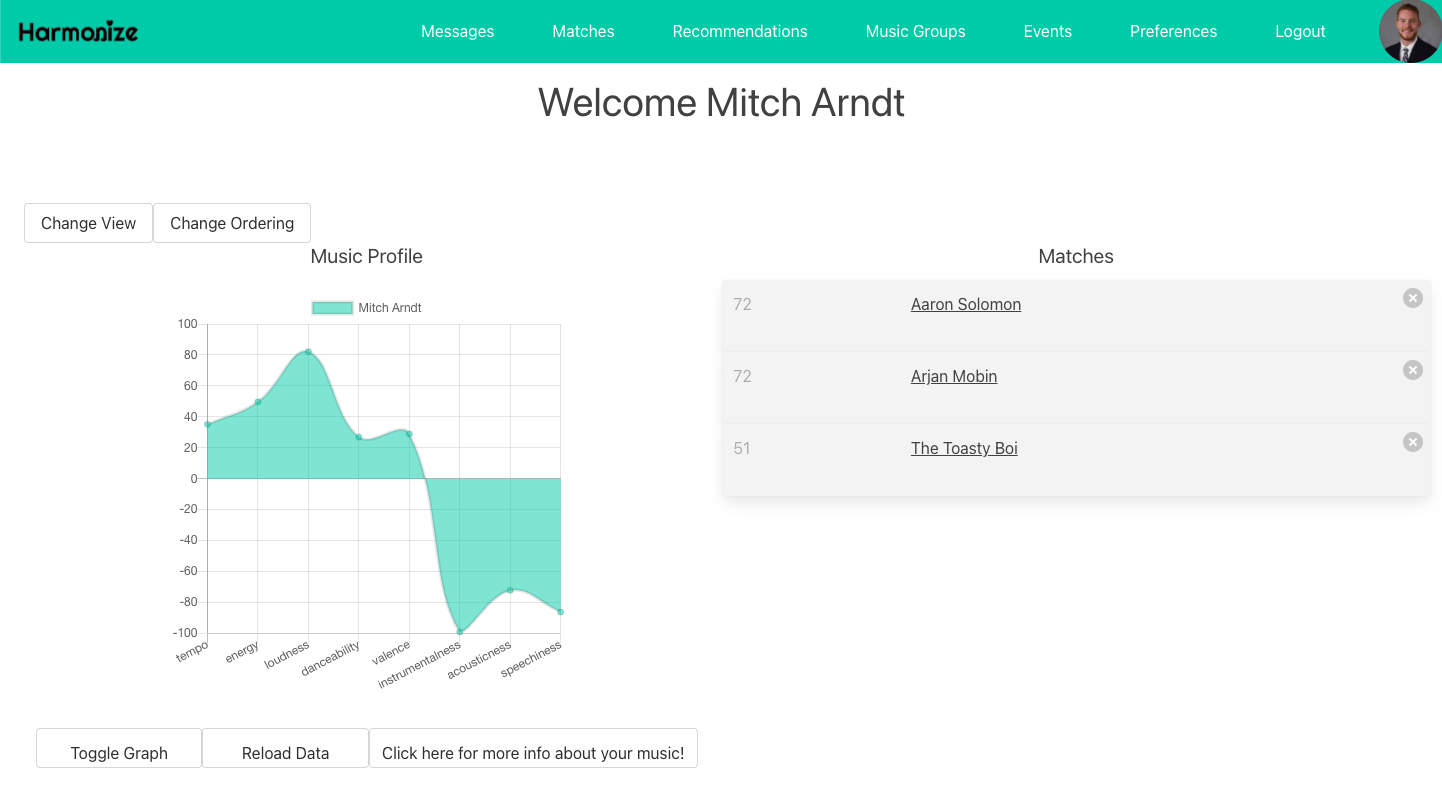 Harmonize Messages Matches Recommendations Music Groups Events Preferences Logout
Welcome Mitch Arndt
Change View Change Ordering
Music Profile
Mitch Arndt
100
80
60
40
20
0
-20
-40
-60
-80
-100
tempo energy loudness danceability valence instrumentalness acousticness speechiness
Toggle Graph Reload Data Click here for more info about your music!
Matches
72 Aaron Solomon
72 Arjan Mobin
51 The Toasty Boi